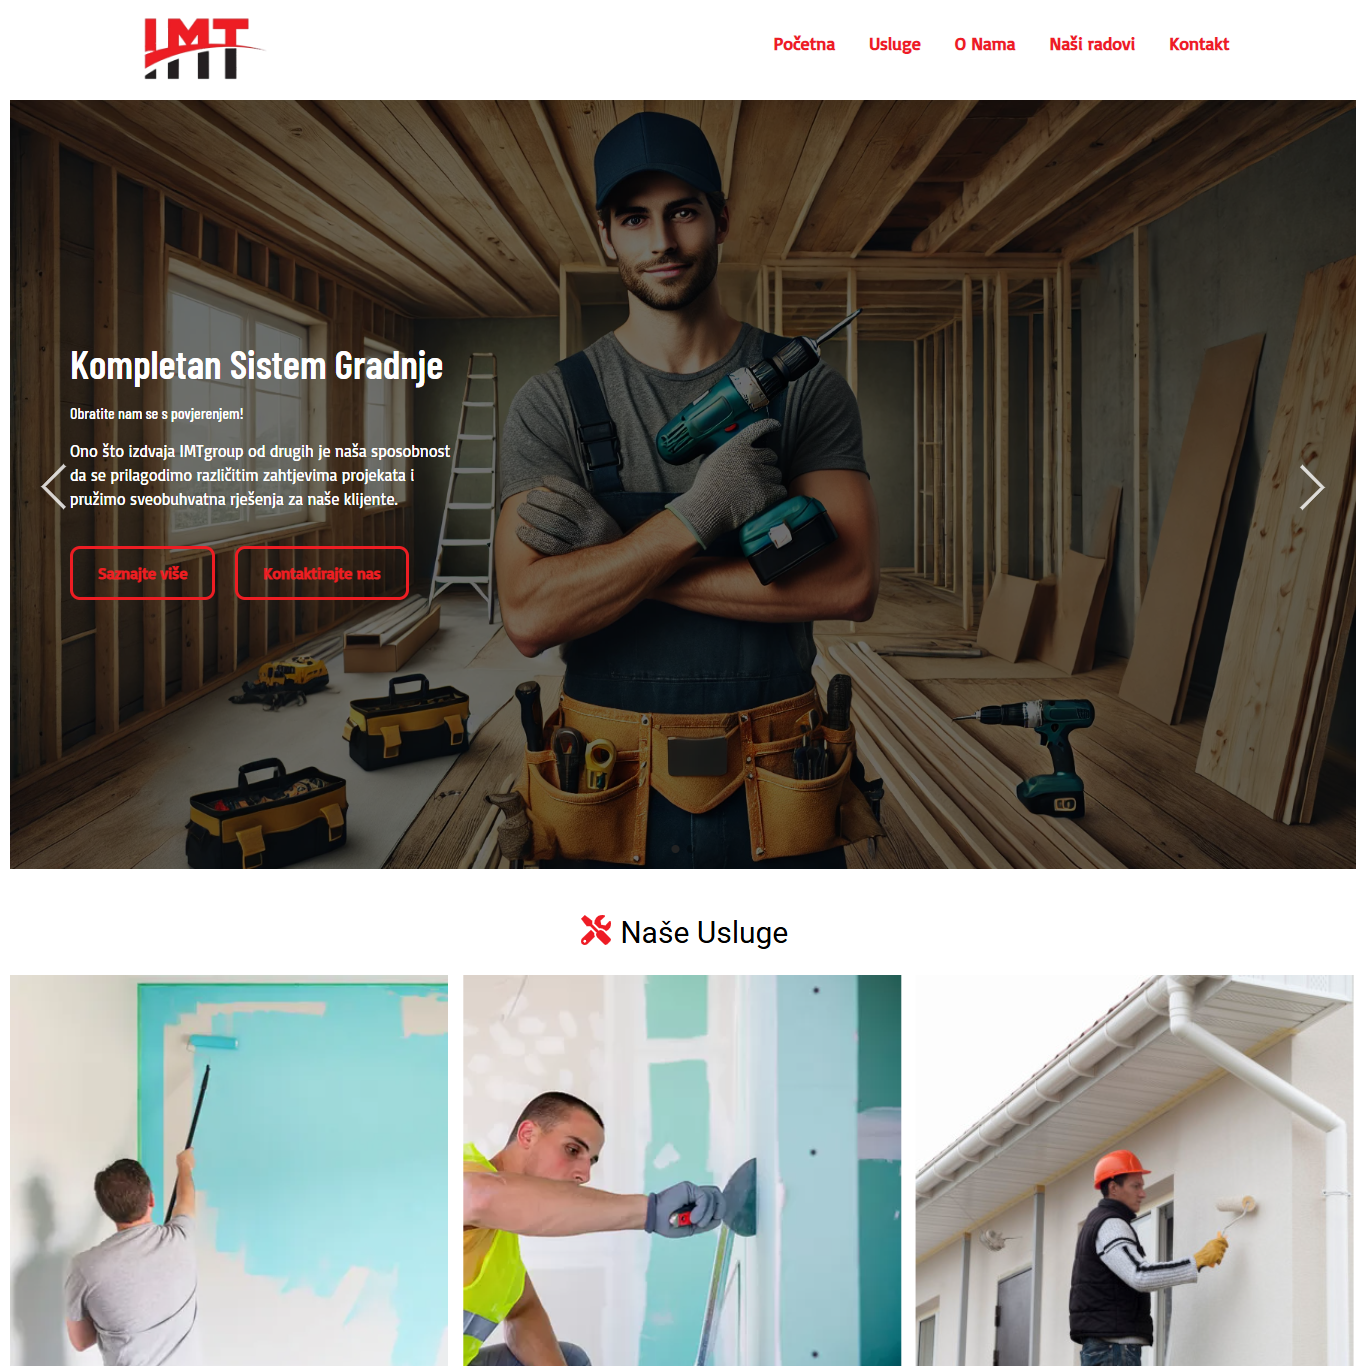 IMT
Početna Usluge O Nama Naši radovi Kontakt
Kompletan Sistem Gradnje
Obratite nam se s povjerenjem!
Ono što izdvaja IMTgroup od drugih je naša sposobnost
da se prilagodimo različitim zahtjevima projekata i
pružimo sveobuhvatna rješenja za naše klijente.
Saznajte više Kontaktirajte nas
Naše Usluge